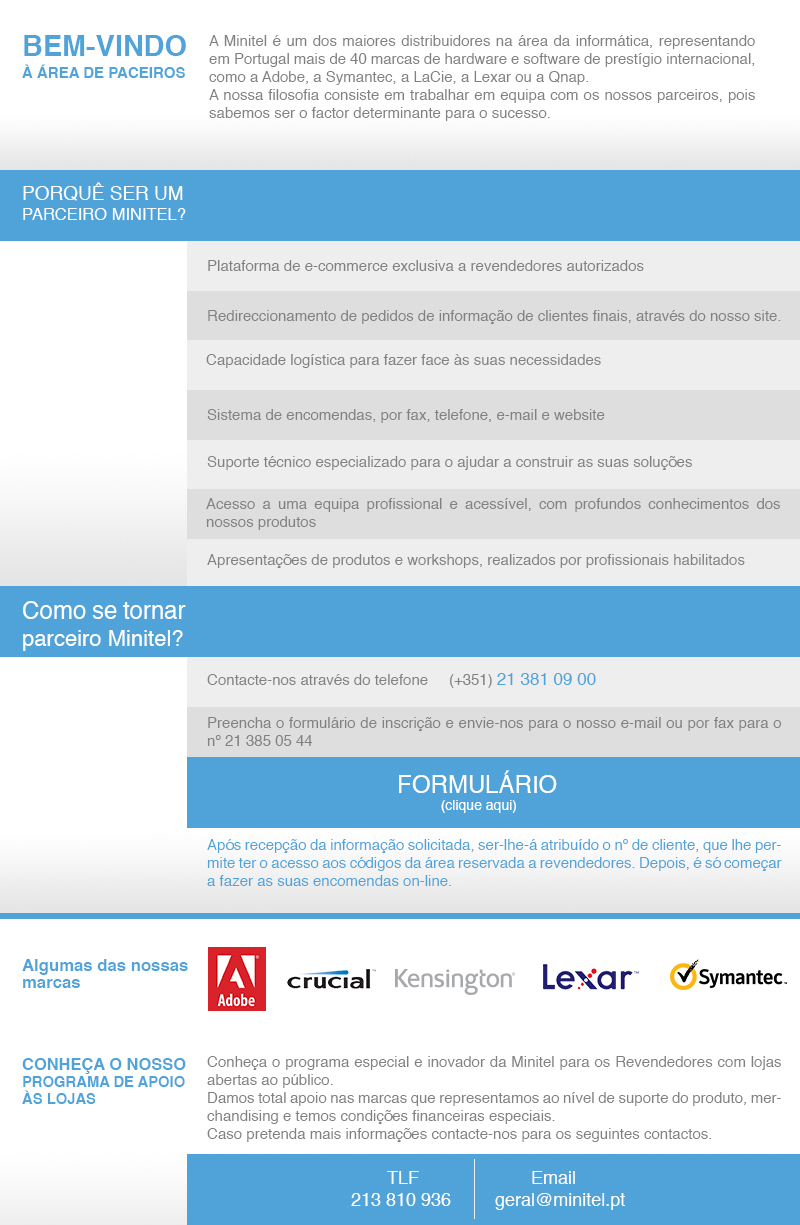 BEM-VINDO
À ÁREA DE PACEIROS
A Minitel é um dos maiores distribuidores na área da informática, representando
em Portugal mais de 40 marcas de hardware e software de prestígio internacional,
como a Adobe, a Symantec, a LaCie, a Lexar ou a Qnap.
A nossa filosofia consiste em trabalhar em equipa com os nossos parceiros, pois
sabemos ser o factor determinante para o sucesso.
PORQUÊ SER UM
PARCEIRO MINITEL?
Plataforma de e-commerce exclusiva a revendedores autorizados
Redireccionamento de pedidos de informação de clientes finais, através do nosso site.
Capacidade logística para fazer face às suas necessidades
Sistema de encomendas, por fax, telefone, e-mail e website
Suporte técnico especializado para o ajudar a construir as suas soluções
Acesso a uma equipa profissional e acessível, com profundos conhecimentos dos
nossos produtos
Apresentações de produtos e workshops, realizados por profissionais habilitados
Como se tornar
parceiro Minitel?
Contacte-nos através do telefone (+351) 21 381 09 00
Preencha o formulário de inscrição e envie-nos para o nosso e-mail ou por fax para o
nº 21 385 05 44
FORMULÁRIO
(clique aqui)
Após recepção da informação solicitada, ser-lhe-á atribuído o nº de cliente, que lhe per-
mite ter o acesso aos códigos da área reservada a revendedores. Depois, é só começar
a fazer as suas encomendas on-line.
Algumas das nossas
marcas
Adobe
crucial
Kensington
Lexar
Symantec.
CONHEÇA O NOSSO
PROGRAMA DE APOIO
ÀS LOJAS
Conheça o programa especial e inovador da Minitel para os Revendedores com lojas
abertas ao público.
Damos total apoio nas marcas que representamos ao nível de suporte do produto, mer-
chandising e temos condições financeiras especiais.
Caso pretenda mais informações contacte-nos para os seguintes contactos.
TLF
213 810 936
Email
geral@minitel.pt